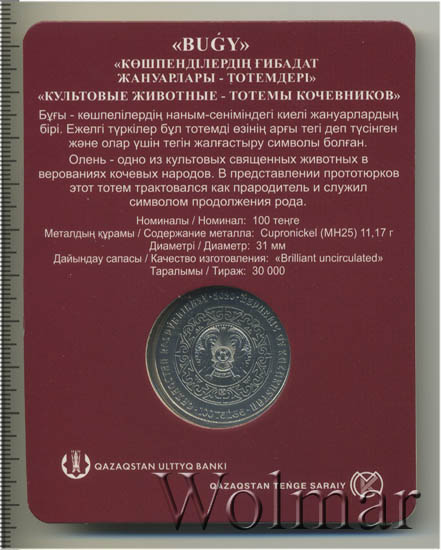 «BUǴY»
«КӨШПЕНДІЛЕРДІҢ ҒИБАДАТ
ЖАНУАРЛАРЫ - ТОТЕМДЕРІ»
«КУЛЬТОВЫЕ ЖИВОТНЫЕ - ТОТЕМЫ КОЧЕВНИКОВ»
Бұғы - көшпелілердің наным-сеніміндегі киелі жануарлардың
бірі. Ежелгі түркілер бұл тотемді өзінің арғы тегі деп түсінген
және олар үшін тегін жалғастыру символы болған.
Олень - одно из культовых священных животных в
верованиях кочевых народов. В представлении прототюрков
этот тотем трактовался как прародитель и служил
символом продолжения рода.
Номиналы / Номинал: 100 теңге
Металдың құрамы / Содержание металла: Cupronickel (МН25) 11,17 г
Диаметрі / Диаметр: 31 мм
Дайындау сапасы / Качество изготовления: «Brilliant uncirculated»
Таралымы / Тираж: 30 000
2020
100 TEŃGE
QAZAQSTAN ULTTYQ BANKI
QAZAQSTAN TEŃGE SARAIY
Wolmar